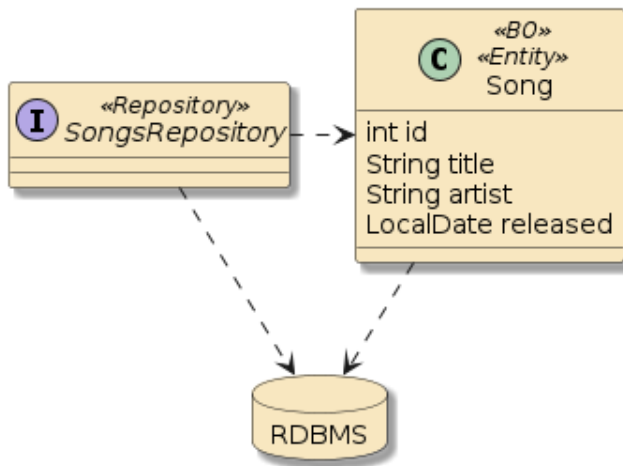 I
«Repository»
SongsRepository
C
«BO»
«Entity»
Song
int id
String title
String artist
LocalDate released
RDBMS